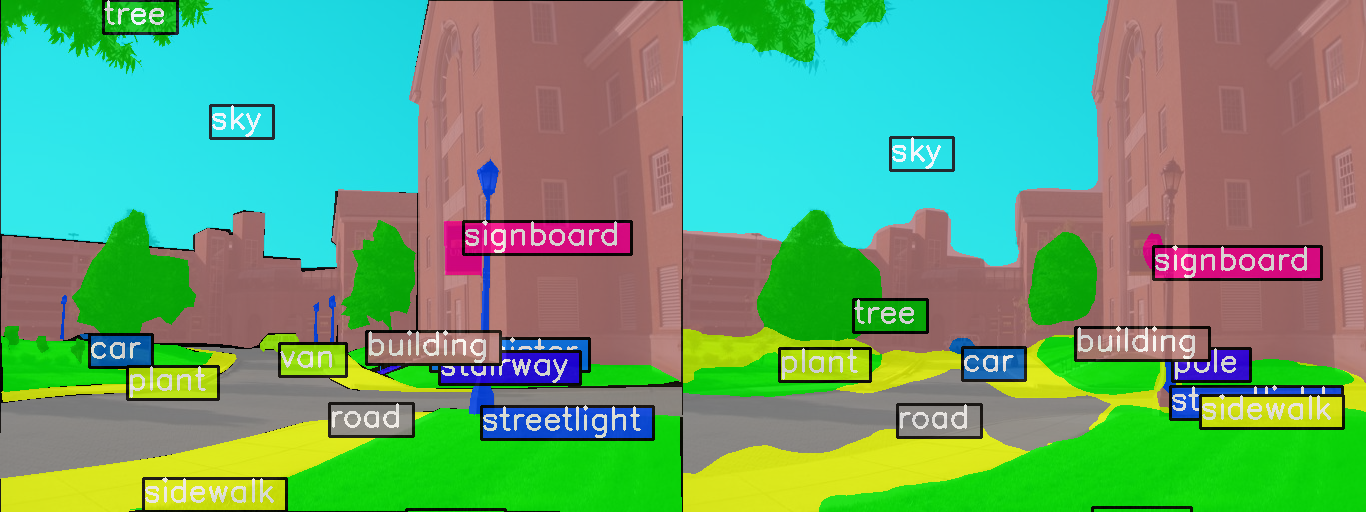 tree
sky
signboard
car
building
van
stairway
plant
road
streetlight
sidewalk
sky
signboard
tree
building
plant
car
pole
road
sidewalk